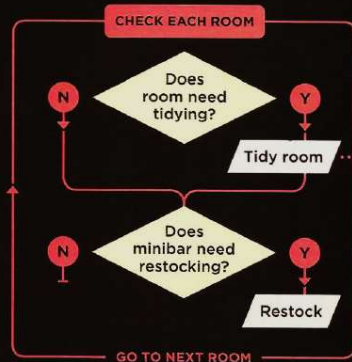 CHECK EACH ROOM
Does
room need
tidying?
N
Y
Tidy room
Does
minibar need
restocking?
N
Y
Restock
GO TO NEXT ROOM